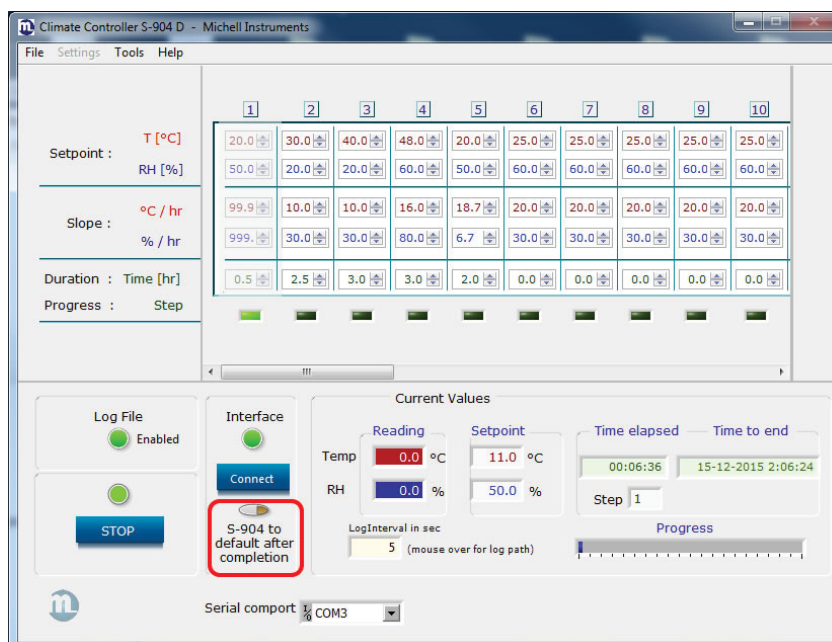 Climate Controller S-904 D - Michell Instruments
File Settings Tools Help
1 2 3 4 5 6 7 8 9 10
Setpoint :
T [°C] 20.0 30.0 40.0 48.0 20.0 25.0 25.0 25.0 25.0 25.0
RH [%] 50.0 20.0 20.0 60.0 50.0 60.0 60.0 60.0 60.0 60.0
Slope :
°C / hr 99.9 10.0 10.0 16.0 18.7 20.0 20.0 20.0 20.0 20.0
% / hr 999. 30.0 30.0 80.0 6.7 30.0 30.0 30.0 30.0 30.0
Duration : Time [hr] 0.5 2.5 3.0 3.0 2.0 0.0 0.0 0.0 0.0 0.0
Progress : Step
Log File
Enabled
STOP
Interface
Connect
S-904 to
default after
completion
Current Values
Reading Setpoint
Temp 0.0 °C 11.0 °C
RH 0.0 % 50.0 %
LogInterval in sec
5 (mouse over for log path)
Time elapsed Time to end
00:06:36 15-12-2015 2:06:24
Step 1
Progress
Serial comport I/O COM3